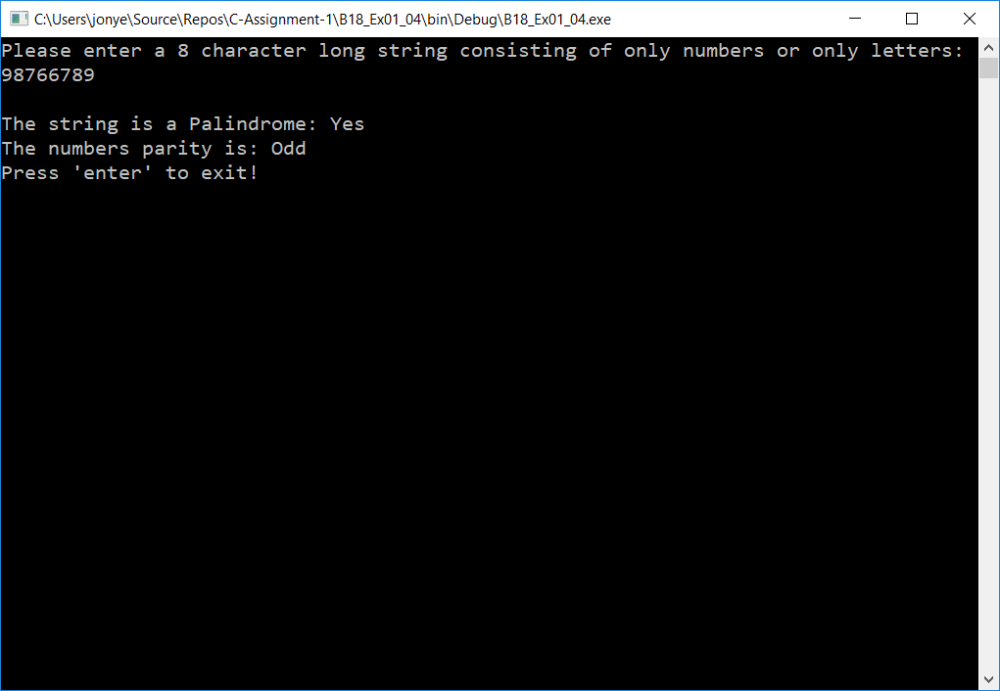 C:\Users\jonye\Source\Repos\C-Assignment-1\B18_Ex01_04\bin\Debug\B18_Ex01_04.exe
Please enter a 8 character long string consisting of only numbers or only letters:
98766789
The string is a Palindrome: Yes
The numbers parity is: Odd
Press 'enter' to exit!